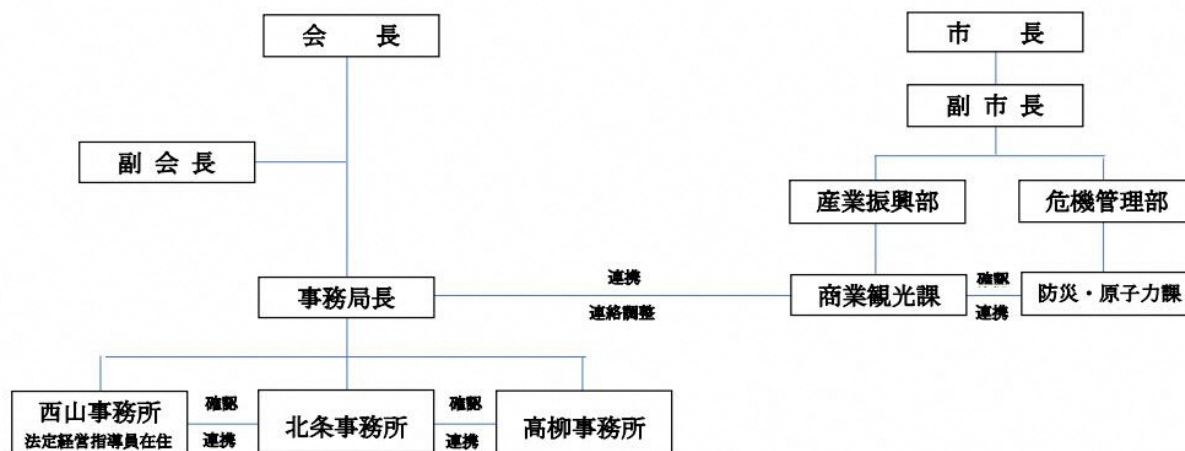 会　長
市　長
副 市 長
副 会 長
産業振興部
危機管理部
事務局長
連携
連絡調整
商業観光課
確認
連携
防災・原子力課
西山事務所
法定経営指導員在住
確認
連携
北条事務所
確認
連携
高柳事務所